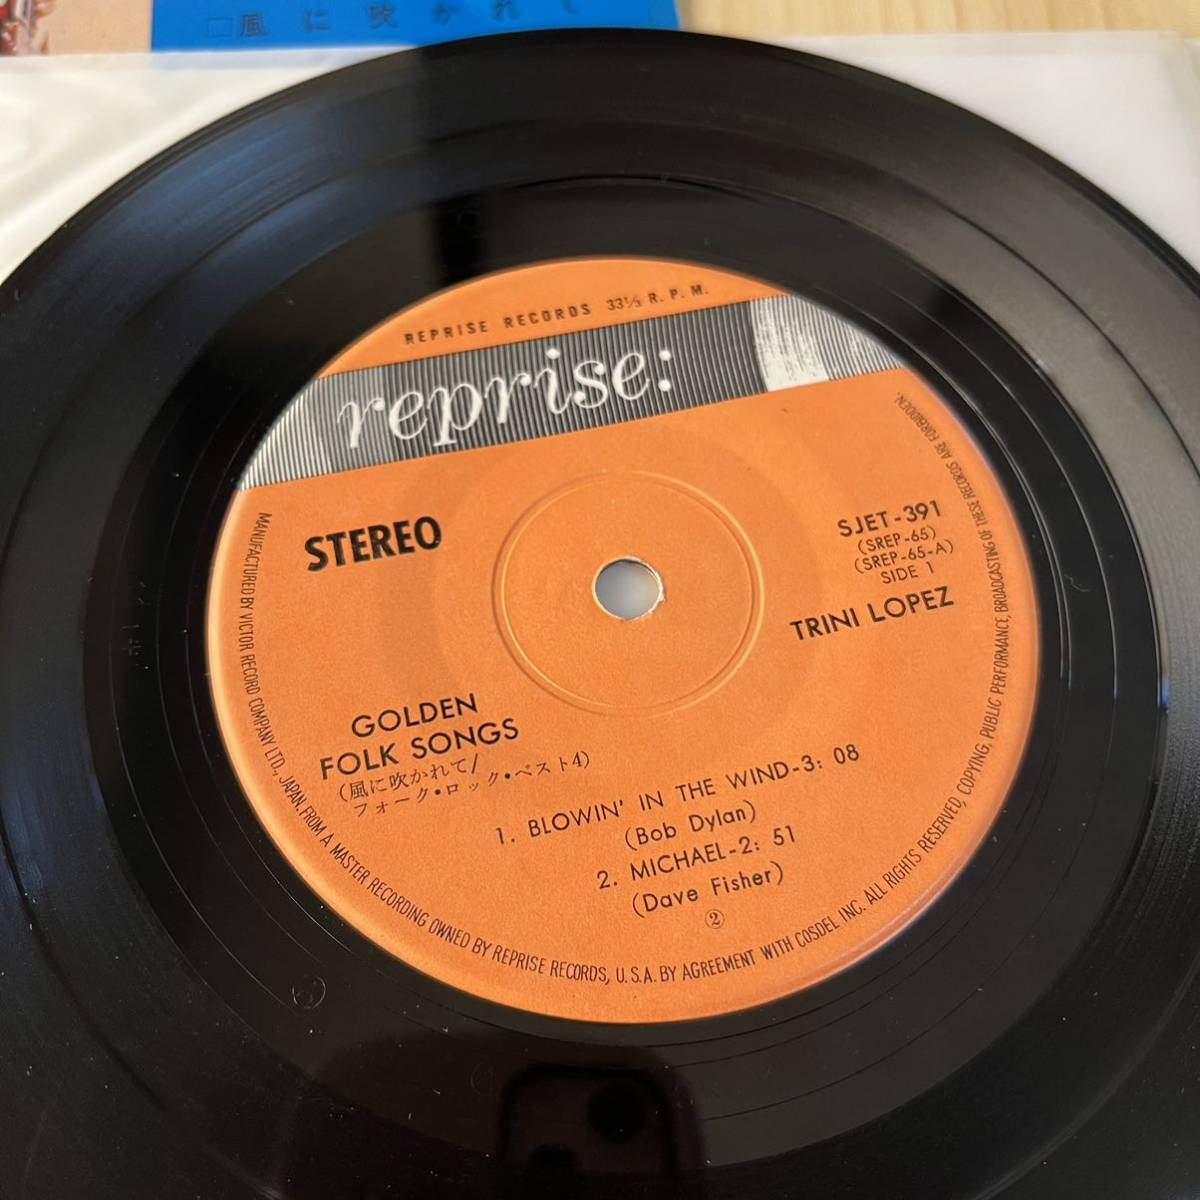 □風に吹かれて
REPRISE RECORDS 33⅓ R.P.M.
reprise:
STEREO
SJET-391
(SREP-65)
(SREP-65-A)
SIDE 1
TRINI LOPEZ
GOLDEN
FOLK SONGS
(風に吹かれて/
フォーク・ロック・ベスト4)
1. BLOWIN' IN THE WIND-3: 08
(Bob Dylan)
2. MICHAEL-2: 51
(Dave Fisher)
②
MANUFACTURED BY VICTOR RECORD COMPANY LTD., JAPAN. FROM A MASTER RECORDING OWNED BY REPRISE RECORDS, U.S.A. BY AGREEMENT WITH COSDEL INC. ALL RIGHTS RESERVED, COPYING, PUBLIC PERFORMANCE, BROADCASTING OF THESE RECORDS ARE FORBIDDEN.